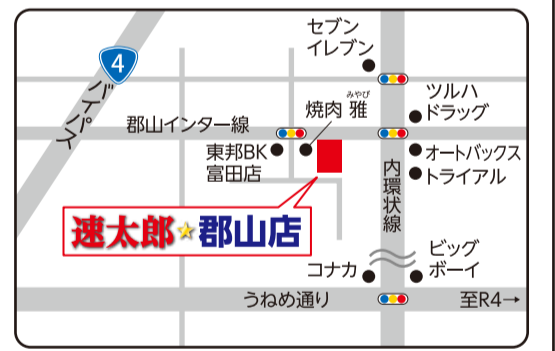 セブン
イレブン
4
バイパス
みやび
焼肉 雅
ツルハ
ドラッグ
郡山インター線
東邦BK
富田店
オートバックス
トライアル
内環状線
速太郎★郡山店
コナカ
ビッグ
ボーイ
うねめ通り
至R4→